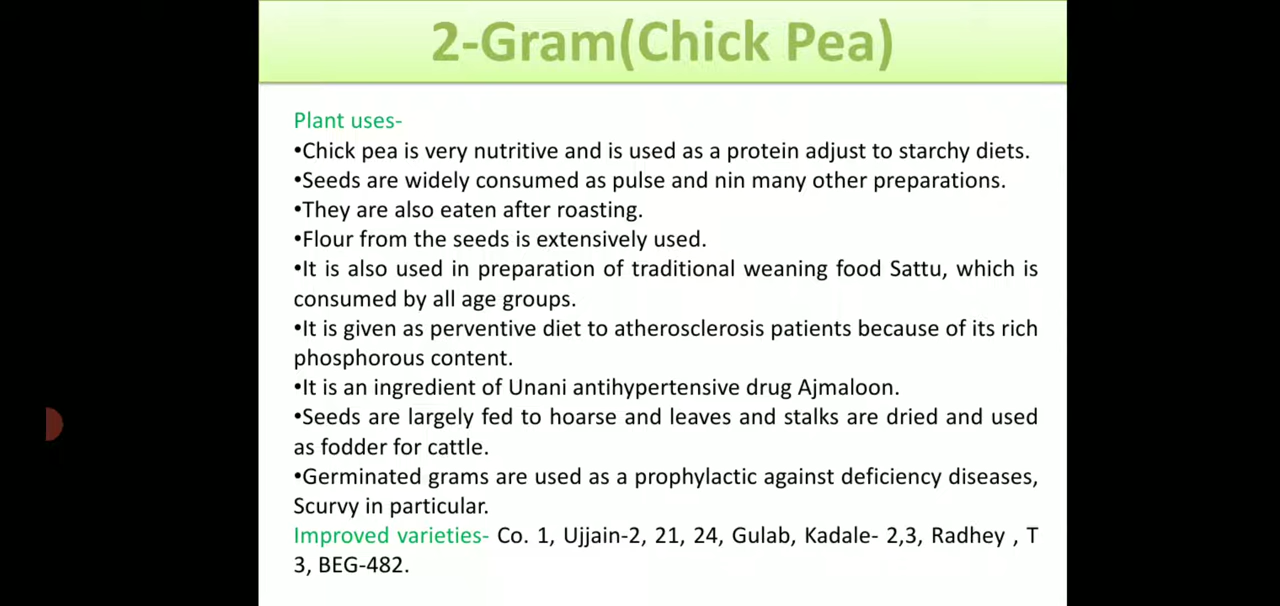 2-Gram(Chick Pea)
Plant uses-
•Chick pea is very nutritive and is used as a protein adjust to starchy diets.
•Seeds are widely consumed as pulse and nin many other preparations.
•They are also eaten after roasting.
•Flour from the seeds is extensively used.
•It is also used in preparation of traditional weaning food Sattu, which is
consumed by all age groups.
•It is given as perventive diet to atherosclerosis patients because of its rich
phosphorous content.
•It is an ingredient of Unani antihypertensive drug Ajmaloon.
•Seeds are largely fed to hoarse and leaves and stalks are dried and used
as fodder for cattle.
•Germinated grams are used as a prophylactic against deficiency diseases,
Scurvy in particular.
Improved varieties- Co. 1, Ujjain-2, 21, 24, Gulab, Kadale- 2,3, Radhey , T
3, BEG-482.